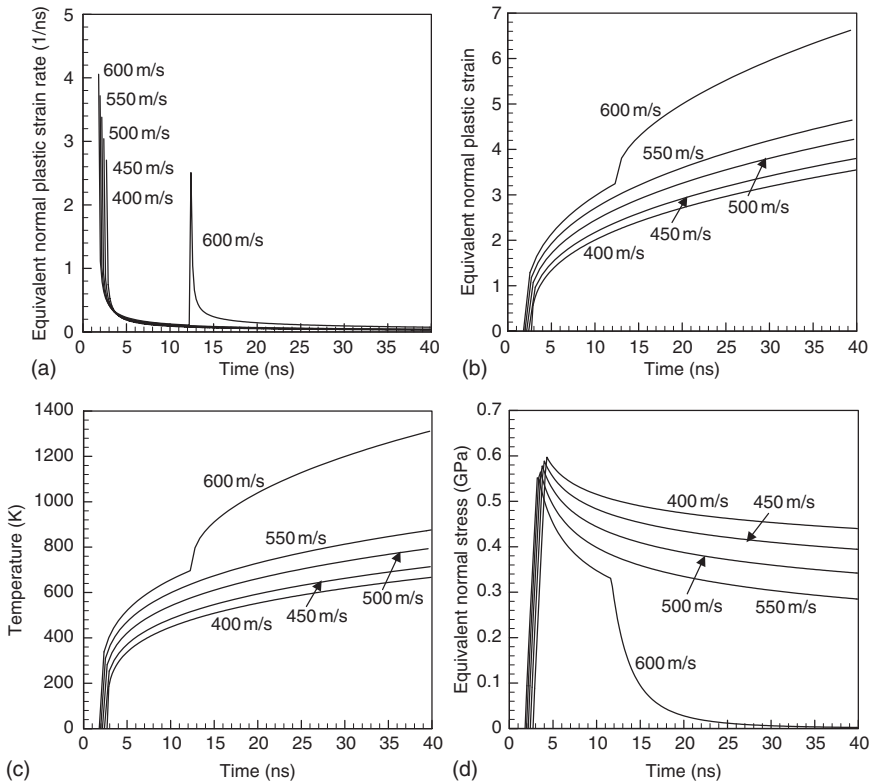 5
4
3
2
1
0
Equivalent normal plastic strain rate (1/ns)
600 m/s
550 m/s
500 m/s
450 m/s
400 m/s
600 m/s
5 10 15 20 25 30 35 40
Time (ns)
(a)
7
6
5
4
3
2
1
0
Equivalent normal plastic strain
600 m/s
550 m/s
500 m/s
450 m/s
400 m/s
0 5 10 15 20 25 30 35 40
Time (ns)
(b)
1400
1200
1000
800
600
400
200
0
Temperature (K)
600 m/s
550 m/s
500 m/s
450 m/s
400 m/s
0 5 10 15 20 25 30 35 40
Time (ns)
(c)
0.7
0.6
0.5
0.4
0.3
0.2
0.1
0
Equivalent normal stress (GPa)
400 m/s
450 m/s
500 m/s
550 m/s
600 m/s
0 5 10 15 20 25 30 35 40
Time (ns)
(d)